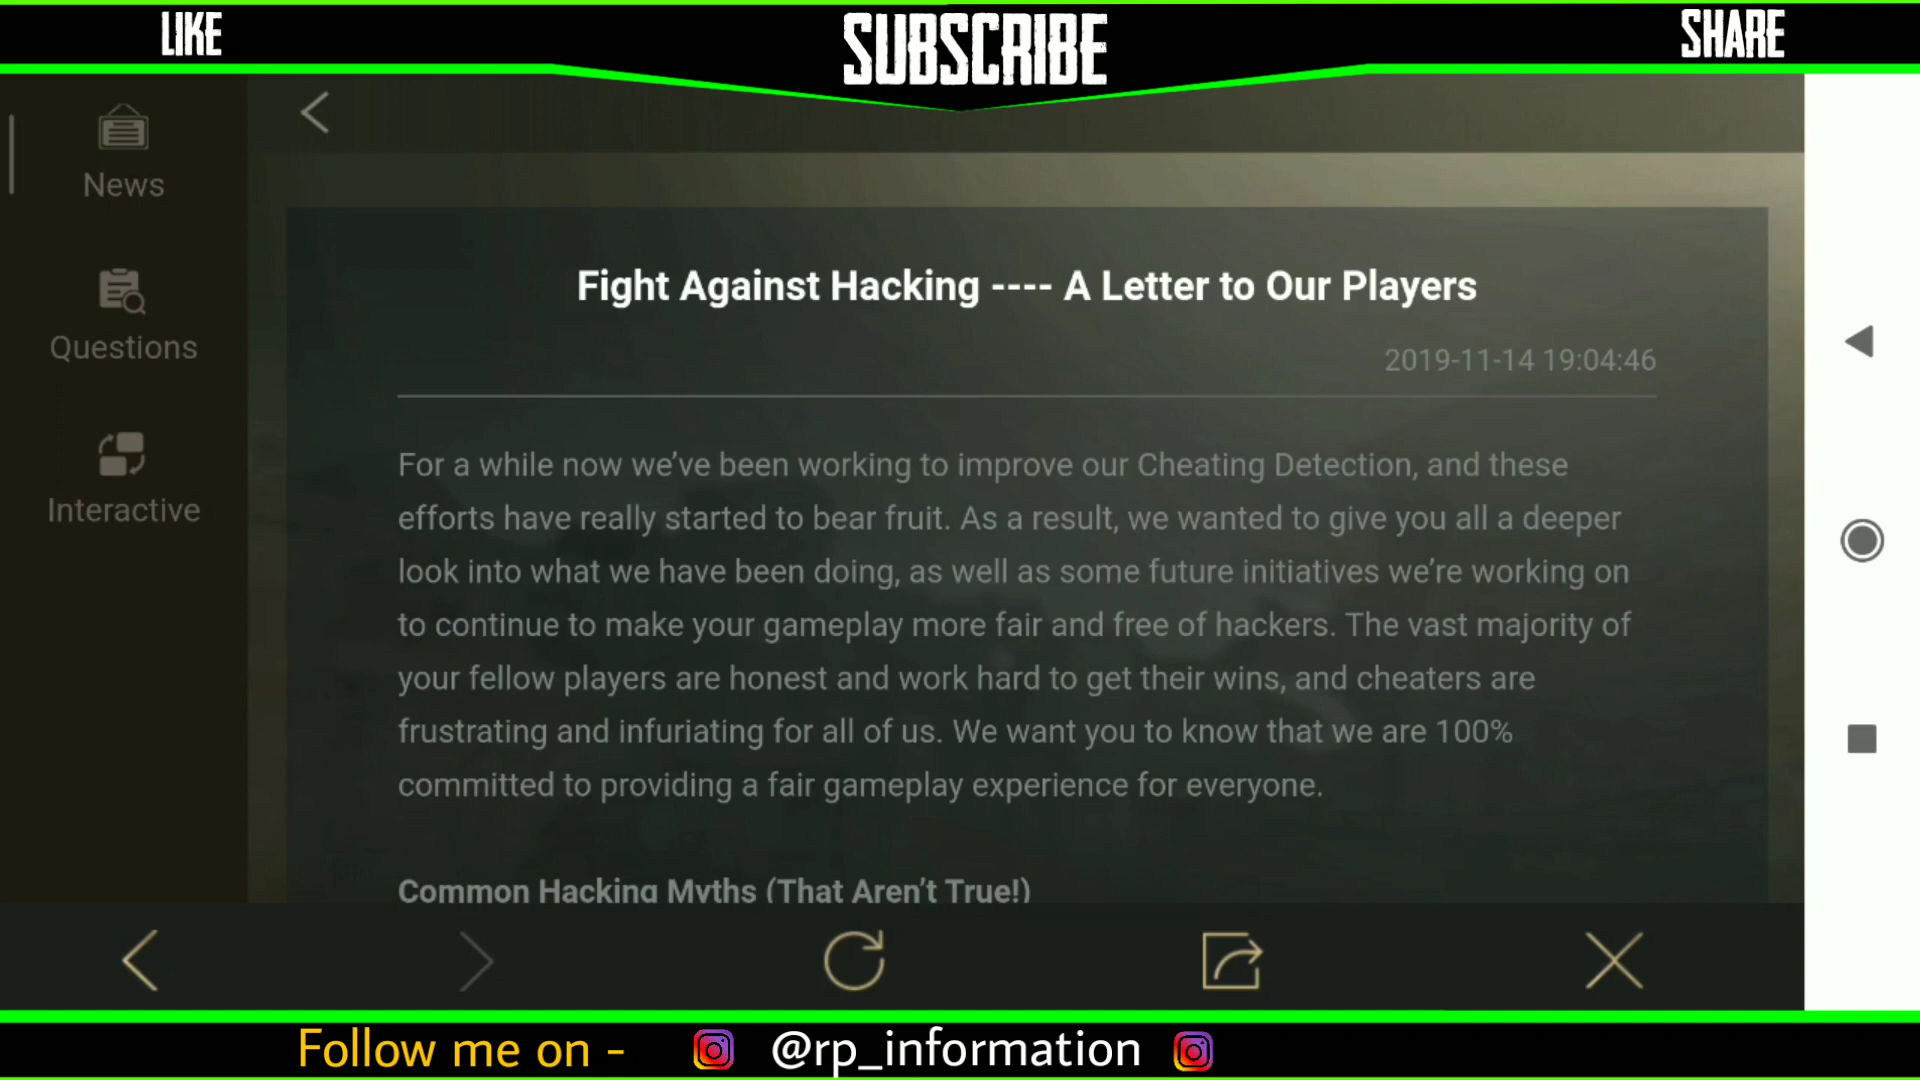 LIKE
SUBSCRIBE
SHARE
News
Questions
Interactive
Fight Against Hacking ---- A Letter to Our Players
2019-11-14 19:04:46
For a while now we’ve been working to improve our Cheating Detection, and these
efforts have really started to bear fruit. As a result, we wanted to give you all a deeper
look into what we have been doing, as well as some future initiatives we’re working on
to continue to make your gameplay more fair and free of hackers. The vast majority of
your fellow players are honest and work hard to get their wins, and cheaters are
frustrating and infuriating for all of us. We want you to know that we are 100%
committed to providing a fair gameplay experience for everyone.
Common Hacking Myths (That Aren’t True!)
Follow me on - @rp_information